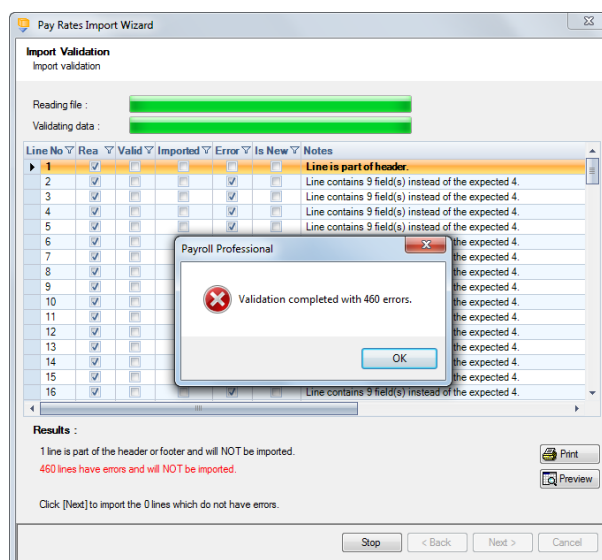 Pay Rates Import Wizard
Import Validation
Import validation
Reading file :
Validating data :
Line No Rea Valid Imported Error Is New Notes
1 Line is part of header.
2 Line contains 9 field(s) instead of the expected 4.
3 Line contains 9 field(s) instead of the expected 4.
4 Line contains 9 field(s) instead of the expected 4.
5 Line contains 9 field(s) instead of the expected 4.
6 the expected 4.
7 the expected 4.
8 the expected 4.
9 the expected 4.
10 the expected 4.
11 the expected 4.
12 the expected 4.
13 the expected 4.
14 the expected 4.
15 the expected 4.
16 Line contains 9 field(s) instead of the expected 4.
Payroll Professional
Validation completed with 460 errors.
OK
Results :
1 line is part of the header or footer and will NOT be imported.
460 lines have errors and will NOT be imported.
Click [Next] to import the 0 lines which do not have errors.
Print
Preview
Stop
< Back
Next >
Cancel